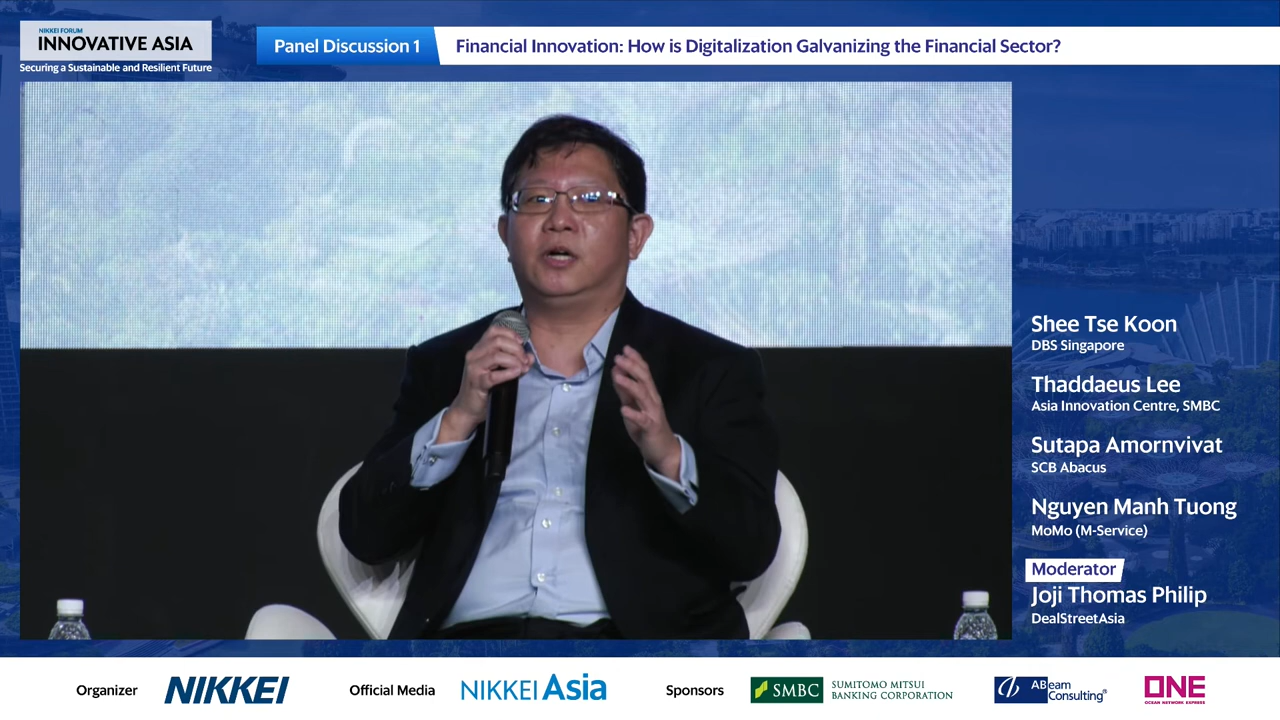 NIKKEI FORUM
INNOVATIVE ASIA
Securing a Sustainable and Resilient Future
Panel Discussion 1
Financial Innovation: How is Digitalization Galvanizing the Financial Sector?
Shee Tse Koon
DBS Singapore
Thaddaeus Lee
Asia Innovation Centre, SMBC
Sutapa Amornvivat
SCB Abacus
Nguyen Manh Tuong
MoMo (M-Service)
Moderator
Joji Thomas Philip
DealStreetAsia
Organizer
NIKKEI
Official Media
NIKKEI Asia
Sponsors
SMBC
SUMITOMO MITSUI
BANKING CORPORATION
ABeam
Consulting®
ONE
OCEAN NETWORK EXPRESS